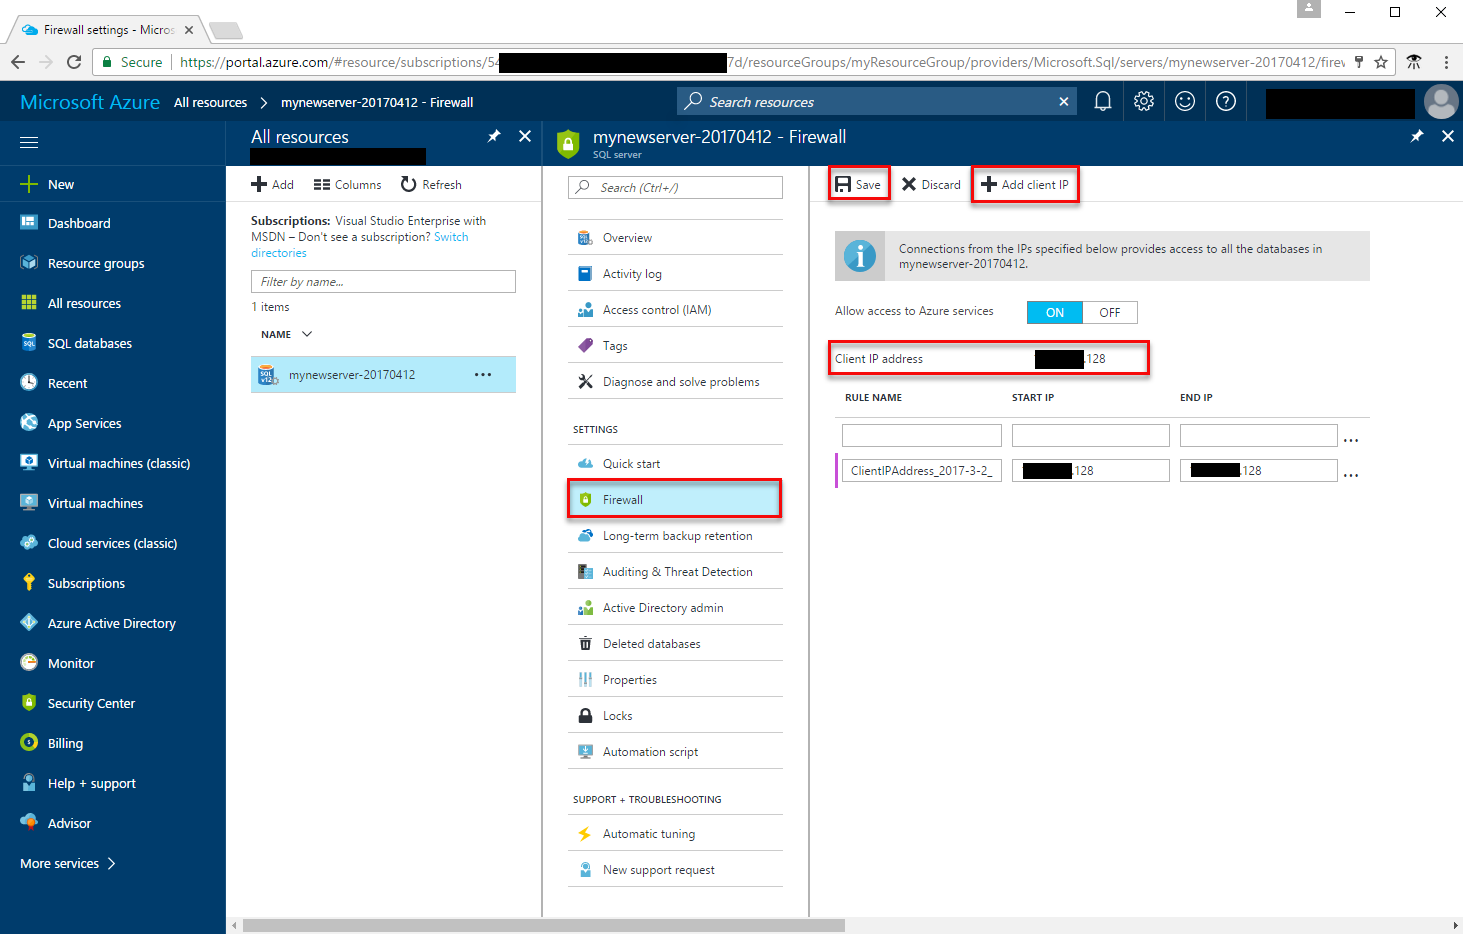 Firewall settings - Micros
Secure
https://portal.azure.com/#resource/subscriptions/54
7d/resourceGroups/myResourceGroup/providers/Microsoft.Sql/servers/mynewserver-20170412/firew
Microsoft Azure
All resources
mynewserver-20170412 - Firewall
Search resources
All resources
mynewserver-20170412 - Firewall
SQL server
New
Dashboard
Resource groups
All resources
SQL databases
Recent
App Services
Virtual machines (classic)
Virtual machines
Cloud services (classic)
Subscriptions
Azure Active Directory
Monitor
Security Center
Billing
Help + support
Advisor
More services
Add
Columns
Refresh
Subscriptions: Visual Studio Enterprise with
MSDN – Don't see a subscription? Switch
directories
Filter by name...
1 items
NAME
mynewserver-20170412
Search (Ctrl+/)
Overview
Activity log
Access control (IAM)
Tags
Diagnose and solve problems
SETTINGS
Quick start
Firewall
Long-term backup retention
Auditing & Threat Detection
Active Directory admin
Deleted databases
Properties
Locks
Automation script
SUPPORT + TROUBLESHOOTING
Automatic tuning
New support request
Save
Discard
Add client IP
Connections from the IPs specified below provides access to all the databases in
mynewserver-20170412.
Allow access to Azure services
ON
OFF
Client IP address
.128
RULE NAME
START IP
END IP
ClientIPAddress_2017-3-2_
.128
.128